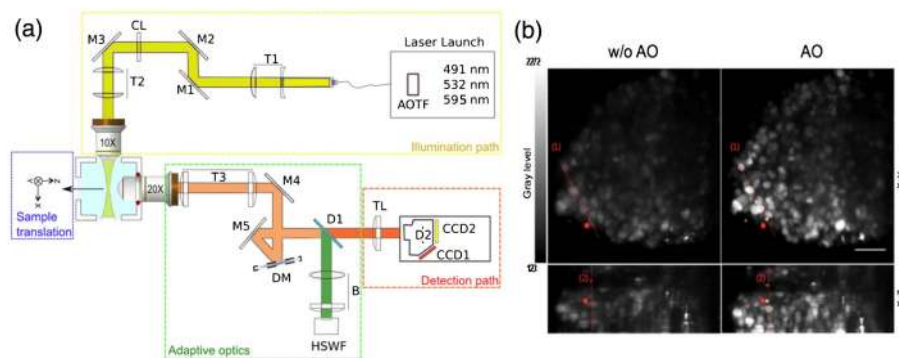 (a)
M3
CL
M2
T1
Laser Launch
491 nm
532 nm
595 nm
AOTF
T2
M1
10X
Illumination path
Sample
translation
20X
T3
M4
M5
D1
TL
D2
CCD2
CCD1
DM
Detection path
B
HSWF
Adaptive optics
(b)
w/o AO
AO
Gray level
(1)
(1)
(2)